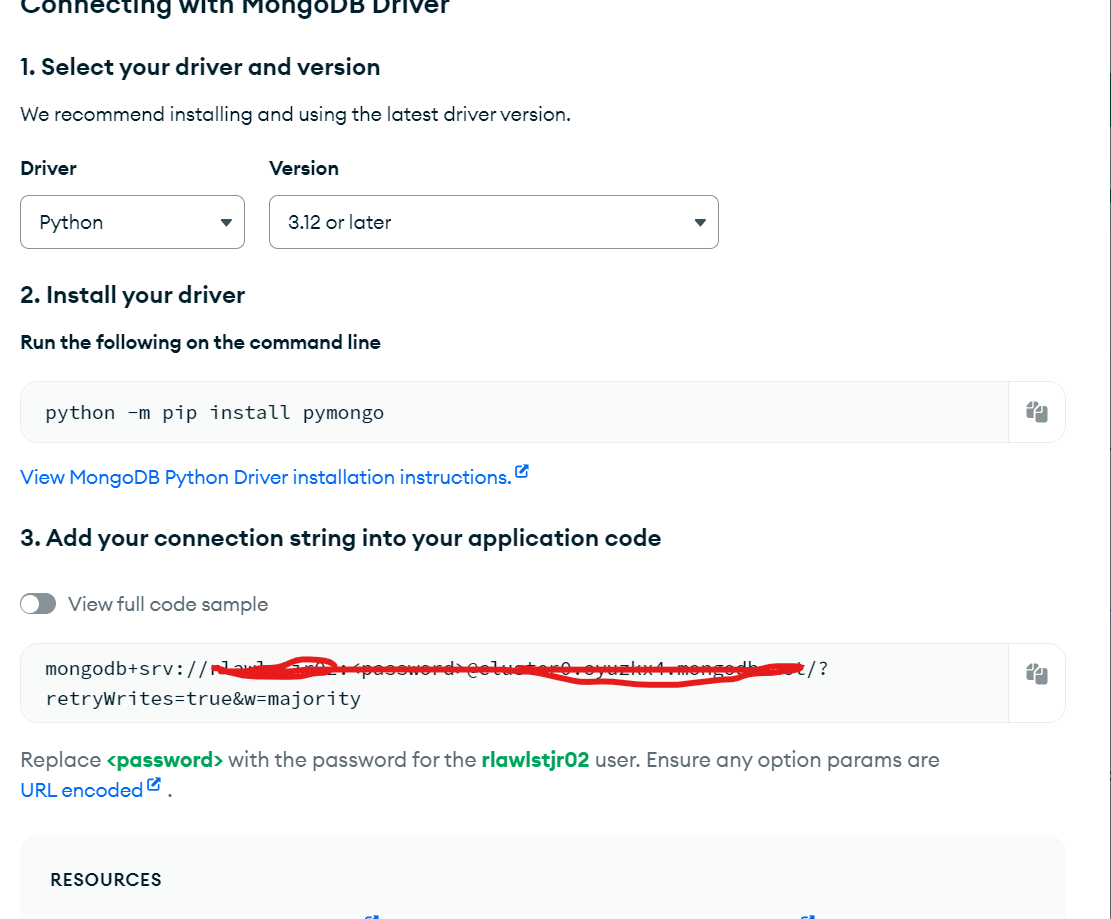 Connecting with MongoDB Driver
1. Select your driver and version
We recommend installing and using the latest driver version.
Driver Version
Python 3.12 or later
2. Install your driver
Run the following on the command line
python -m pip install pymongo
View MongoDB Python Driver installation instructions.
3. Add your connection string into your application code
View full code sample
mongodb+srv:// /?
retryWrites=true&w=majority
Replace <password> with the password for the rlawlstjr02 user. Ensure any option params are
URL encoded .
RESOURCES